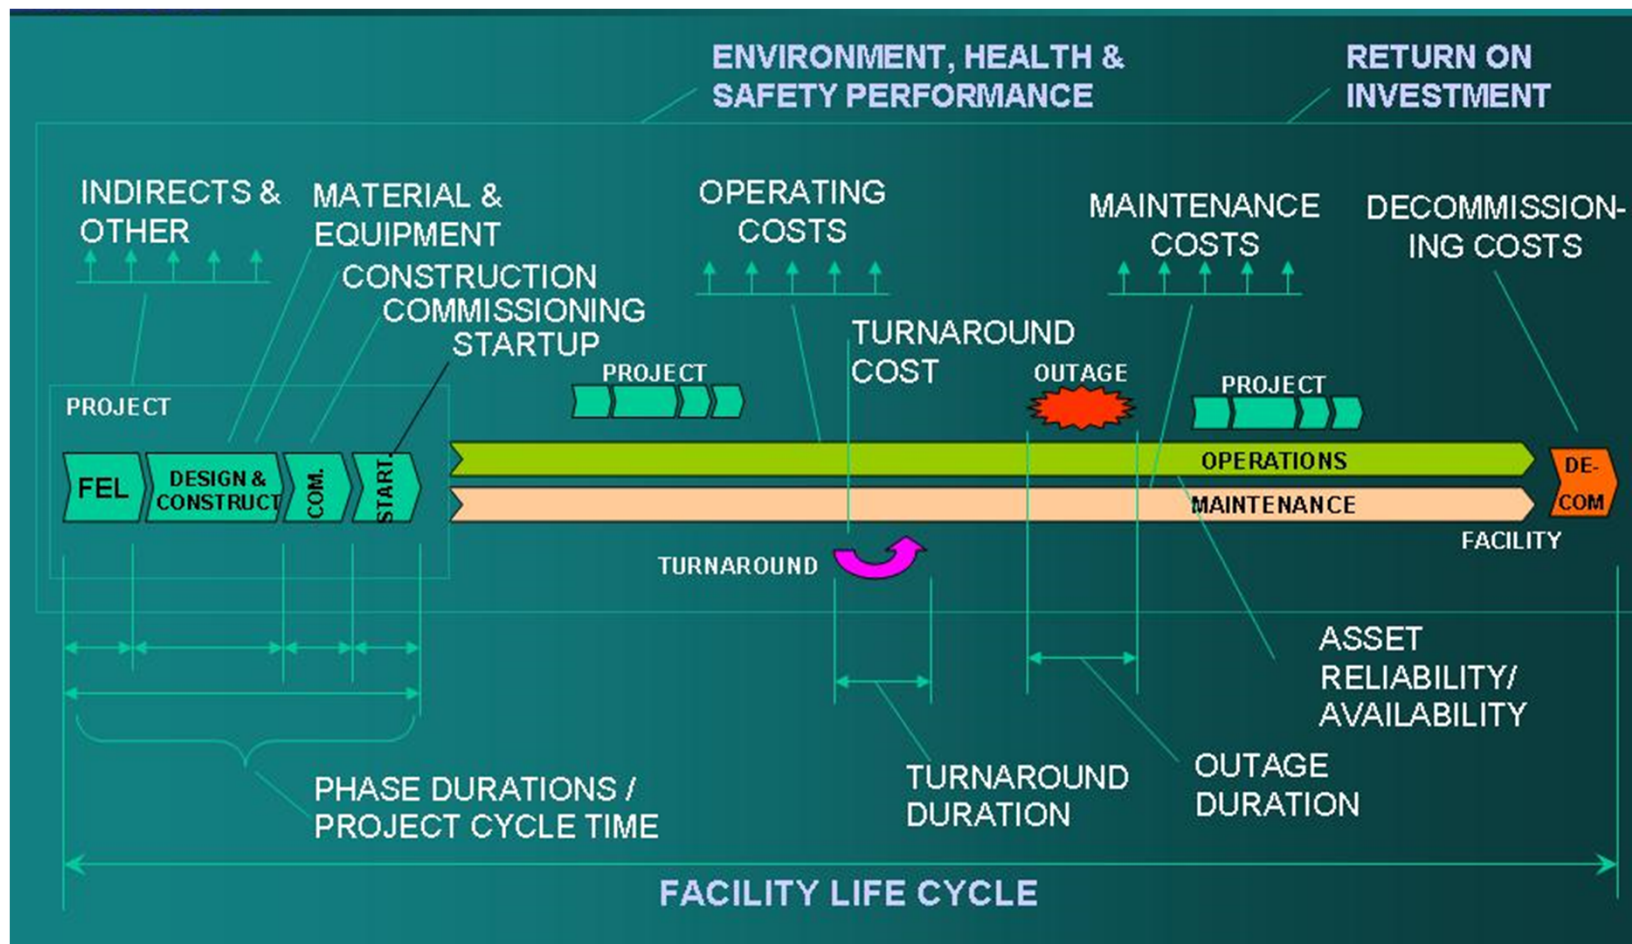 ENVIRONMENT, HEALTH &
SAFETY PERFORMANCE
RETURN ON
INVESTMENT
INDIRECTS &
OTHER
MATERIAL &
EQUIPMENT
CONSTRUCTION
COMMISSIONING
STARTUP
OPERATING
COSTS
MAINTENANCE
COSTS
DECOMMISSION-
ING COSTS
TURNAROUND
COST
PROJECT
PROJECT
OUTAGE
PROJECT
FEL
DESIGN &
CONSTRUCT
COM.
START.
OPERATIONS
MAINTENANCE
DE-
COM
FACILITY
TURNAROUND
ASSET
RELIABILITY/
AVAILABILITY
PHASE DURATIONS /
PROJECT CYCLE TIME
TURNAROUND
DURATION
OUTAGE
DURATION
FACILITY LIFE CYCLE